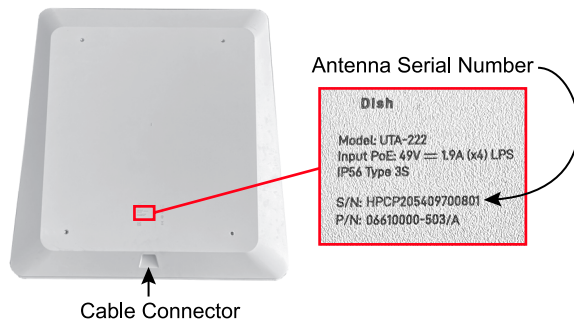 Antenna Serial Number
Dish
Model: UTA-222
Input PoE: 49V ⎓ 1.9A (x4) LPS
IP56 Type 3S
S/N: HPCP205409700801
P/N: 06610000-503/A
Cable Connector